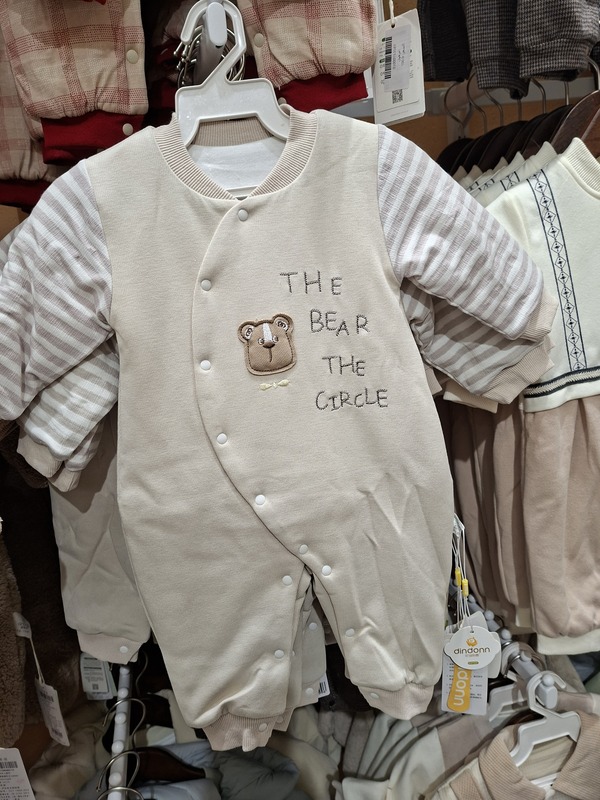 THE
BEAR
THE
CIRCLE
dindonn